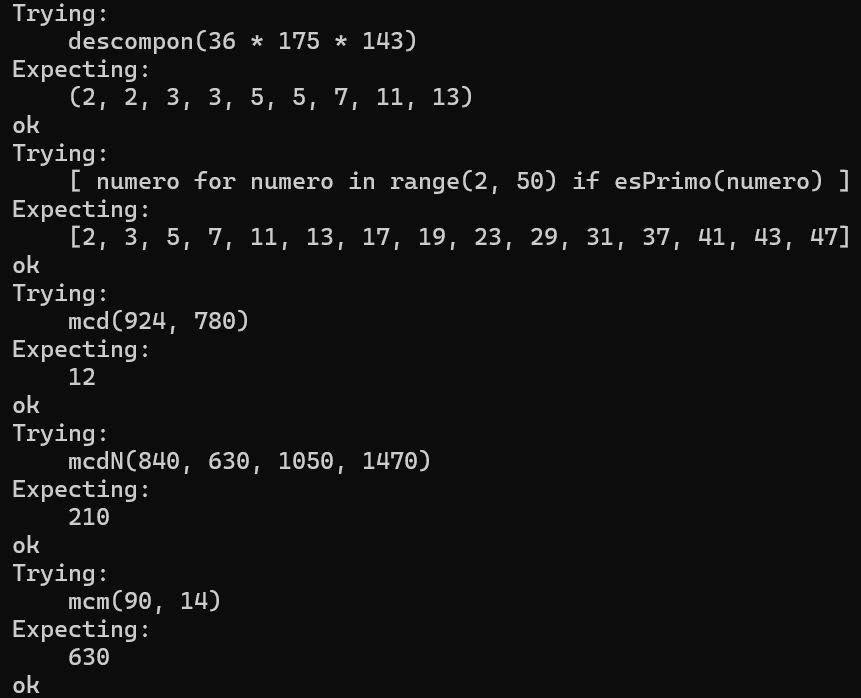 Trying:
    descompon(36 * 175 * 143)
Expecting:
    (2, 2, 3, 3, 5, 5, 7, 11, 13)
ok
Trying:
    [ numero for numero in range(2, 50) if esPrimo(numero) ]
Expecting:
    [2, 3, 5, 7, 11, 13, 17, 19, 23, 29, 31, 37, 41, 43, 47]
ok
Trying:
    mcd(924, 780)
Expecting:
    12
ok
Trying:
    mcdN(840, 630, 1050, 1470)
Expecting:
    210
ok
Trying:
    mcm(90, 14)
Expecting:
    630
ok